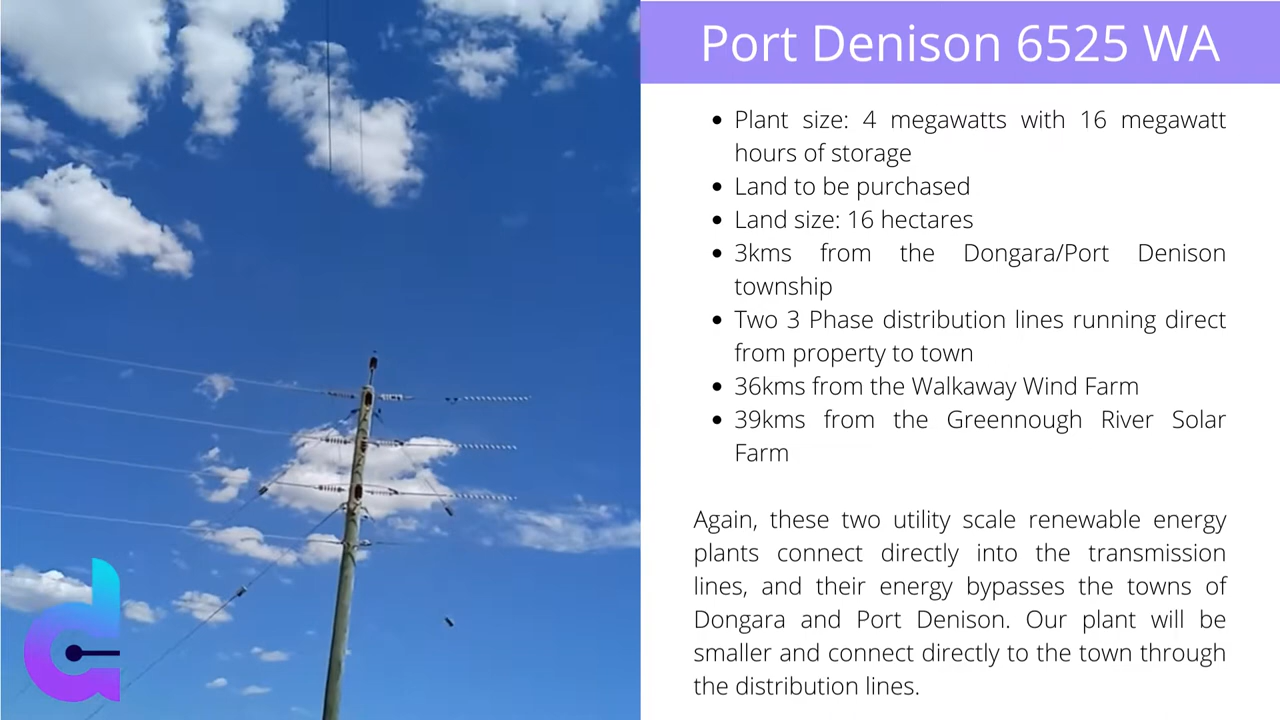 Port Denison 6525 WA
• Plant size: 4 megawatts with 16 megawatt
hours of storage
• Land to be purchased
• Land size: 16 hectares
• 3kms from the Dongara/Port Denison
township
• Two 3 Phase distribution lines running direct
from property to town
• 36kms from the Walkaway Wind Farm
• 39kms from the Greennough River Solar
Farm
Again, these two utility scale renewable energy
plants connect directly into the transmission
lines, and their energy bypasses the towns of
Dongara and Port Denison. Our plant will be
smaller and connect directly to the town through
the distribution lines.